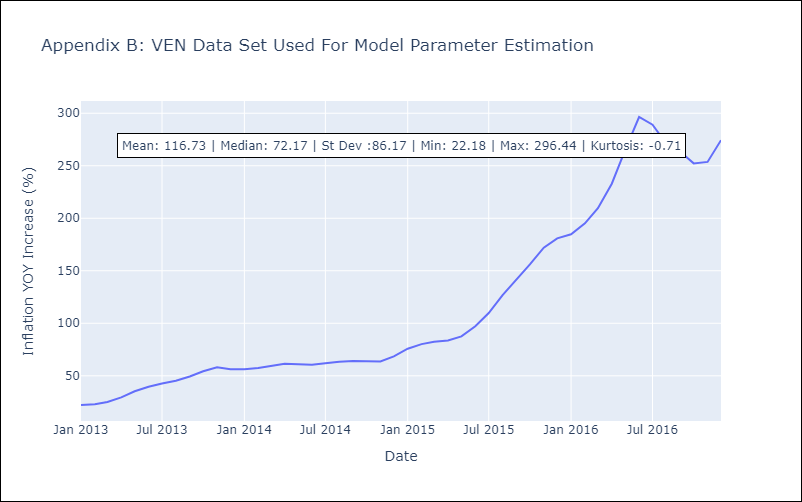 Appendix B: VEN Data Set Used For Model Parameter Estimation
300
Mean: 116.73 | Median: 72.17 | St Dev :86.17 | Min: 22.18 | Max: 296.44 | Kurtosis: -0.71
250
200
150
100
50
Inflation YOY Increase (%)
Jan 2013
Jul 2013
Jan 2014
Jul 2014
Jan 2015
Jul 2015
Jan 2016
Jul 2016
Date